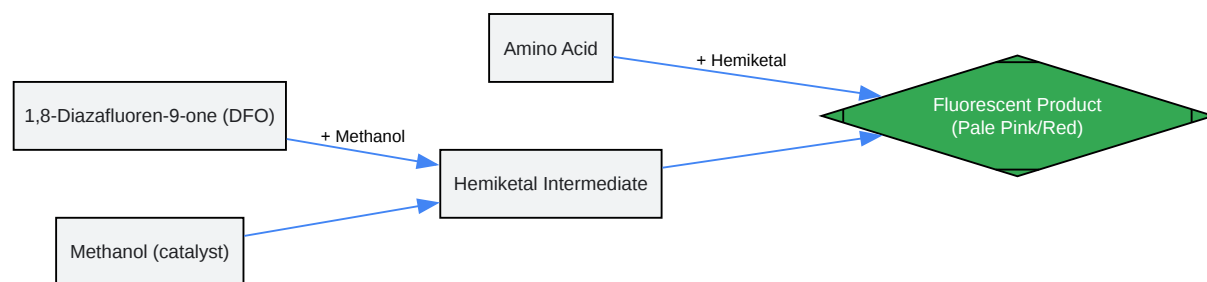 Amino Acid
+ Hemiketal
1,8-Diazafluoren-9-one (DFO)
+ Methanol
Fluorescent Product
(Pale Pink/Red)
Hemiketal Intermediate
Methanol (catalyst)